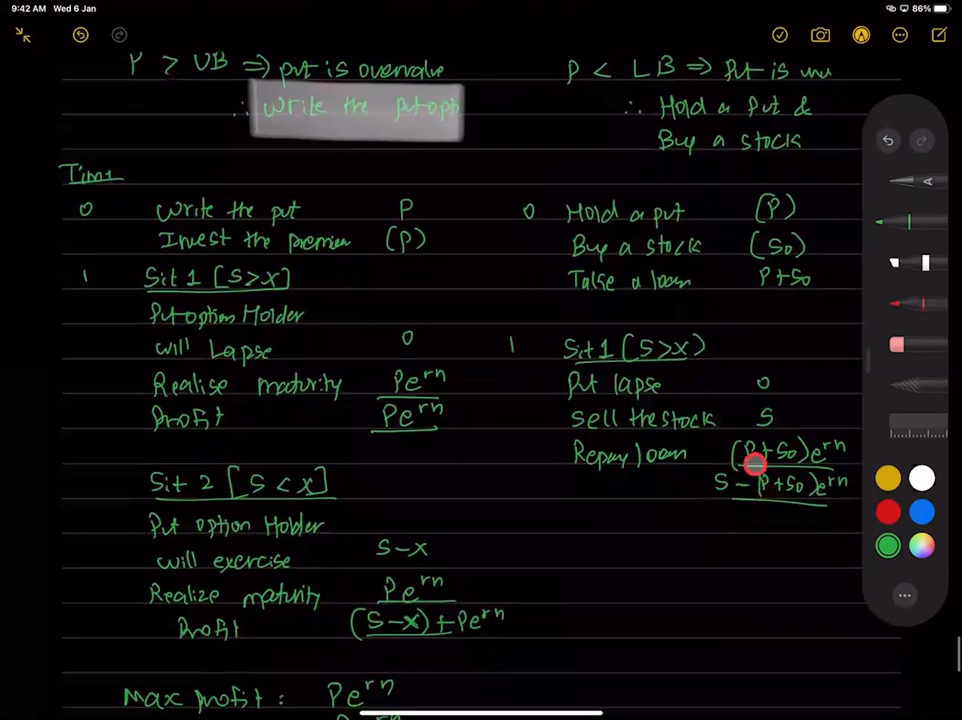 9:42 AM Wed 6 Jan
86%
P > UB ⇒ put is overvalue
∴ Write the put opti
Time
0 Write the put P
Invest the premium (P)
1 Sit 1 [S>X]
Put option Holder
will Lapse 0
Realise maturity Pe^rn
Profit Pe^rn
Sit 2 [S < X]
Put option Holder
will exercise S-X
Realize maturity Pe^rn
Profit (S-X) + Pe^rn
Max profit : Pe^rn
P < LB ⇒ Put is
∴ Hold a put &
Buy a stock
0 Hold a put (P)
Buy a stock (S0)
Take a loan P+S0
1 Sit 1 (S>X)
Put lapse 0
Sell the stock S
Repay loan (P+S0)e^rn
S-(P+S0)e^rn
A